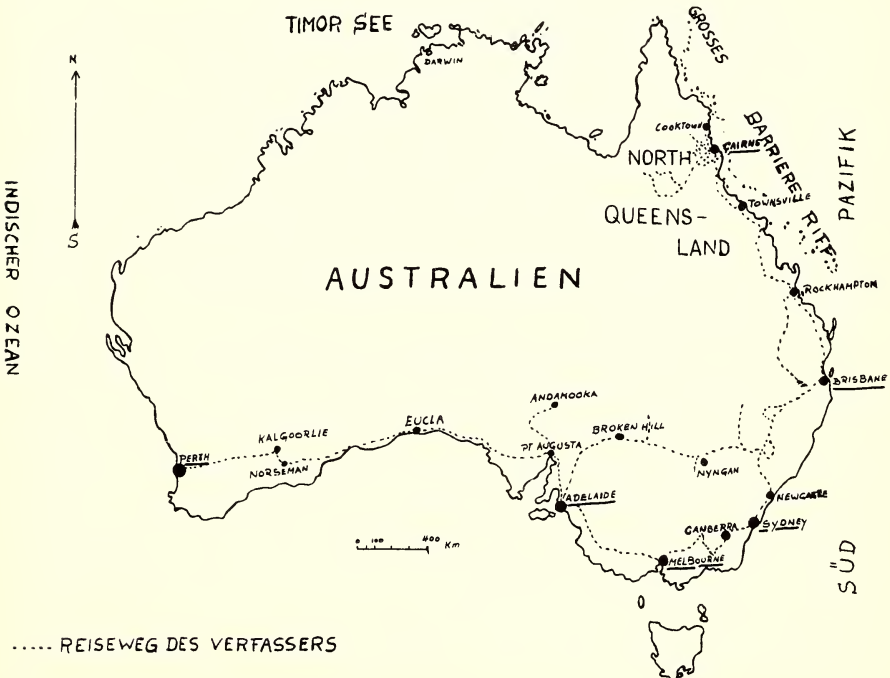 TIMOR SEE
GROSSES
BARRIERE
RIFF
N
S
DARWIN
COOKTOWN
CAIRNS
NORTH
QUEENS-
LAND
TOWNSVILLE
PAZIFIK
SÜD
INDISCHER OZEAN
AUSTRALIEN
ROCKHAMPTON
BRISBANE
ANDAMOOKA
EUCLA
BROKEN HILL
KALGOORLIE
PERTH
NORSEMAN
PT AUGUSTA
NYNGAN
NEWCASTLE
ADELAIDE
SYDNEY
CANBERRA
MELBOURNE
0 100 400 Km
..... REISEWEG DES VERFASSERS